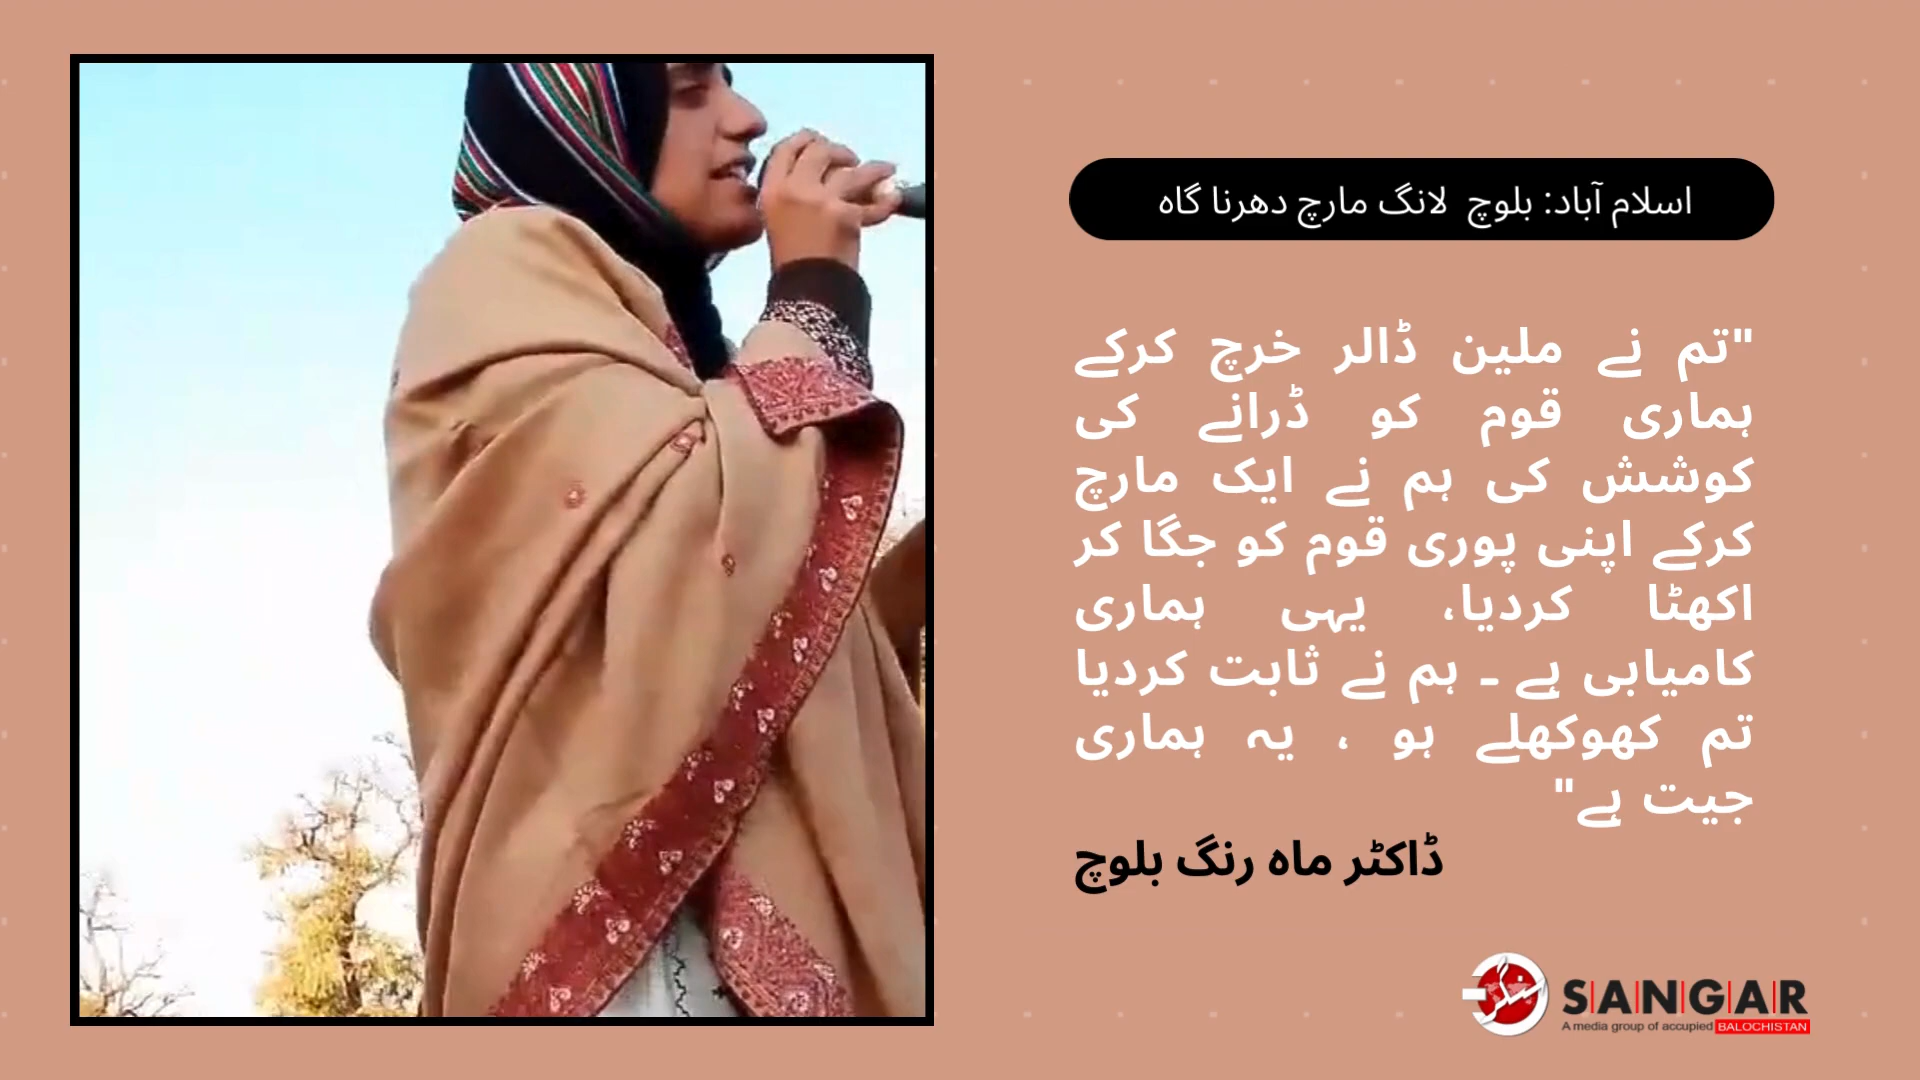 اسلام آباد: بلوچ لانگ مارچ دھرنا گاہ
"تم نے ملین ڈالر خرچ کرکے
ہماری قوم کو ڈرانے کی
کوشش کی ہم نے ایک مارچ
کرکے اپنی پوری قوم کو جگا کر
اکھٹا کردیا، یہی ہماری
کامیابی ہے ۔ ہم نے ثابت کردیا
تم کھوکھلے ہو ، یہ ہماری
جیت ہے"
ڈاکٹر ماہ رنگ بلوچ
سنگر
SANGAR
A media group of accupied BALOCHISTAN